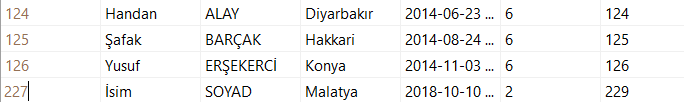 124 Handan ALAY Diyarbakır 2014-06-23 ... 6 124
125 Şafak BARÇAK Hakkari 2014-08-24 ... 6 125
126 Yusuf ERŞEKERCİ Konya 2014-11-03 ... 6 126
227 İsim SOYAD Malatya 2018-10-10 ... 2 229